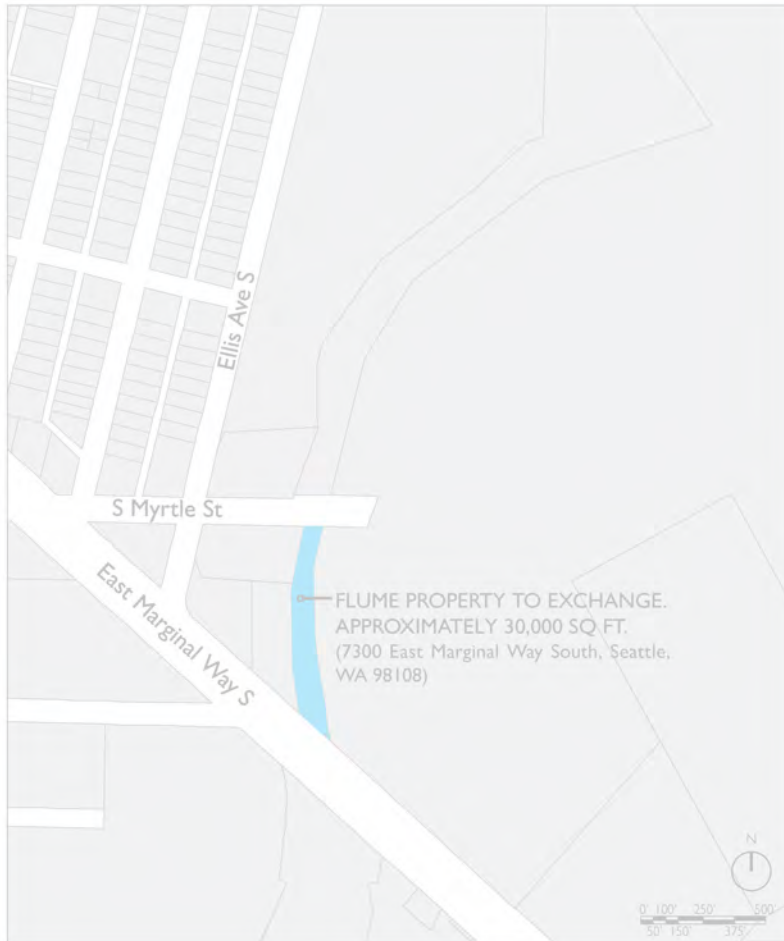 Ellis Ave S
S Myrtle St
East Marginal Way S
FLUME PROPERTY TO EXCHANGE.
APPROXIMATELY 30,000 SQ FT.
(7300 East Marginal Way South, Seattle,
WA 98108)
N
0' 100' 250' 500'
50' 150' 375'